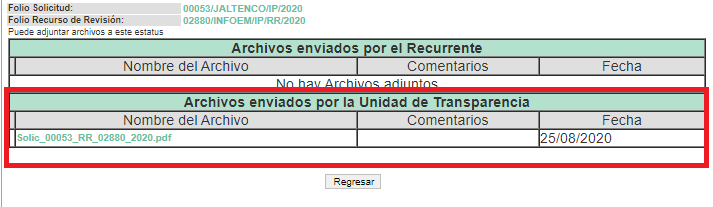 Folio Solicitud: 00053/JALTENCO/IP/2020
Folio Recurso de Revisión: 02880/INFOEM/IP/RR/2020
Puede adjuntar archivos a este estatus
Archivos enviados por el Recurrente
Nombre del Archivo Comentarios Fecha
No hay Archivos adjuntos
Archivos enviados por la Unidad de Transparencia
Nombre del Archivo Comentarios Fecha
Solic_00053_RR_02880_2020.pdf 25/08/2020
Regresar